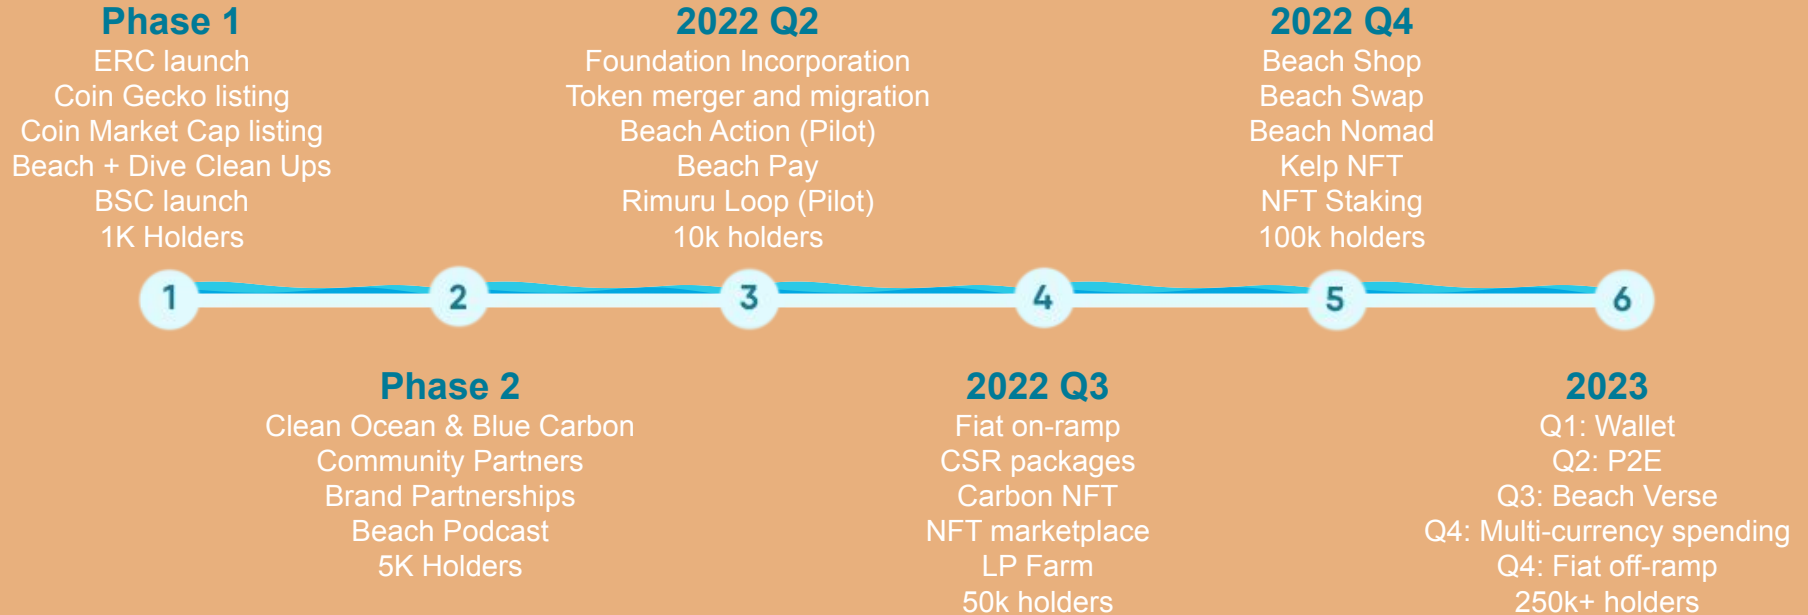 Phase 1
ERC launch
Coin Gecko listing
Coin Market Cap listing
Beach + Dive Clean Ups
BSC launch
1K Holders
2022 Q2
Foundation Incorporation
Token merger and migration
Beach Action (Pilot)
Beach Pay
Rimuru Loop (Pilot)
10k holders
2022 Q4
Beach Shop
Beach Swap
Beach Nomad
Kelp NFT
NFT Staking
100k holders
1
2
3
4
5
6
Phase 2
Clean Ocean & Blue Carbon
Community Partners
Brand Partnerships
Beach Podcast
5K Holders
2022 Q3
Fiat on-ramp
CSR packages
Carbon NFT
NFT marketplace
LP Farm
50k holders
2023
Q1: Wallet
Q2: P2E
Q3: Beach Verse
Q4: Multi-currency spending
Q4: Fiat off-ramp
250k+ holders